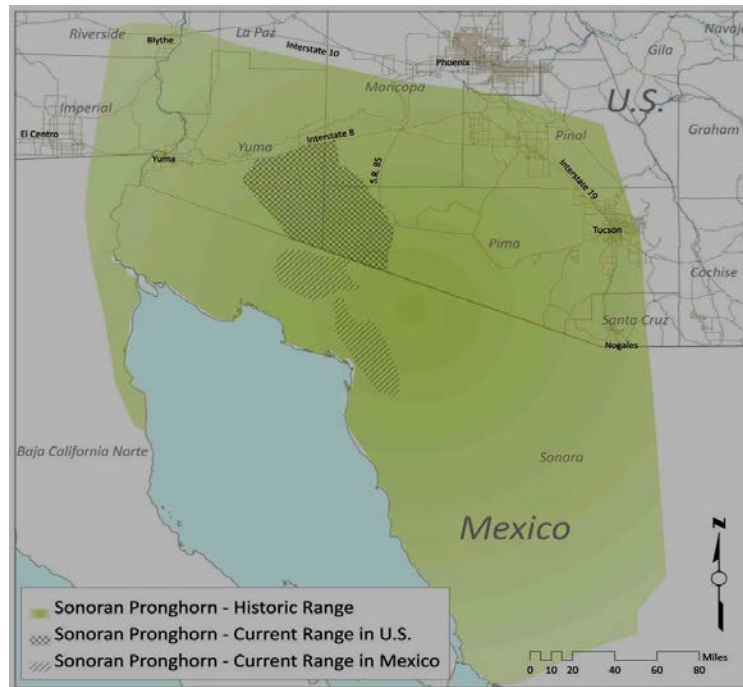 Riverside
La Paz
Navajo
Blythe
Interstate 10
Gila
Phoenix
Maricopa
U.S.
Imperial
El Centro
Yuma
Interstate 8
Pinal
Graham
Yuma
S.R. 85
Interstate 19
Tucson
Pima
Cochise
Santa Cruz
Nogales
Baja California Norte
Sonora
Mexico
N
Sonoran Pronghorn - Historic Range
Sonoran Pronghorn - Current Range in U.S.
Sonoran Pronghorn - Current Range in Mexico
Miles
0 10 20 40 60 80